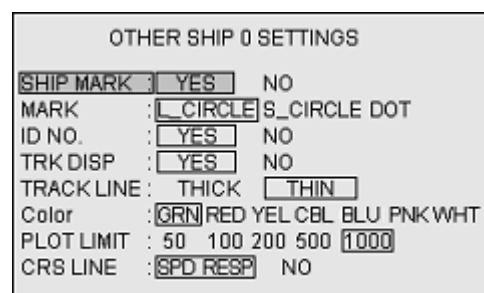 OTHER SHIP 0 SETTINGS
SHIP MARK : YES NO
MARK : L_CIRCLE S_CIRCLE DOT
ID NO. : YES NO
TRK DISP : YES NO
TRACK LINE : THICK THIN
Color : GRN RED YEL CBL BLU PNK WHT
PLOT LIMIT : 50 100 200 500 1000
CRS LINE : SPD RESP NO